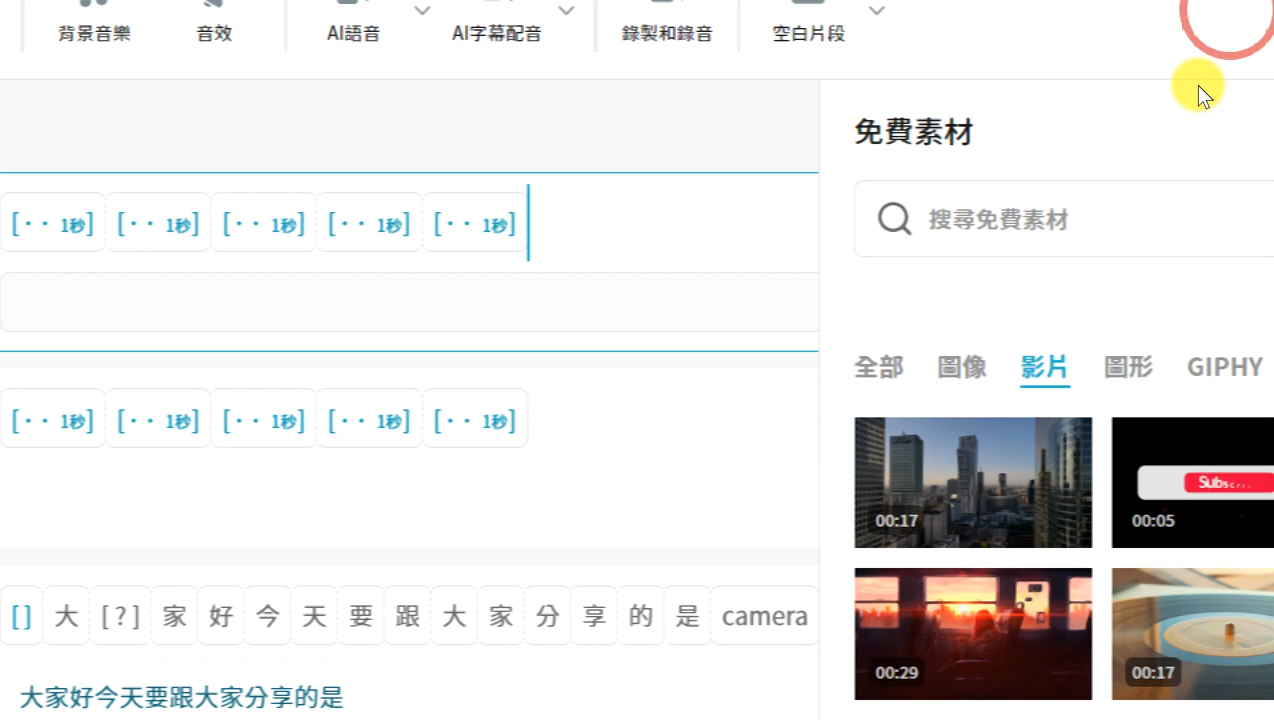 背景音樂 音效 AI語音 AI字幕配音 錄製和錄音 空白片段
免費素材
[·· 1秒] [·· 1秒] [·· 1秒] [·· 1秒] [·· 1秒]
搜尋免費素材
全部 圖像 影片 圖形 GIPHY
[·· 1秒] [·· 1秒] [·· 1秒] [·· 1秒] [·· 1秒]
Subscr...
00:17 00:05
[] 大 [?] 家 好 今 天 要 跟 大 家 分 享 的 是 camera
00:29 00:17
大家好今天要跟大家分享的是